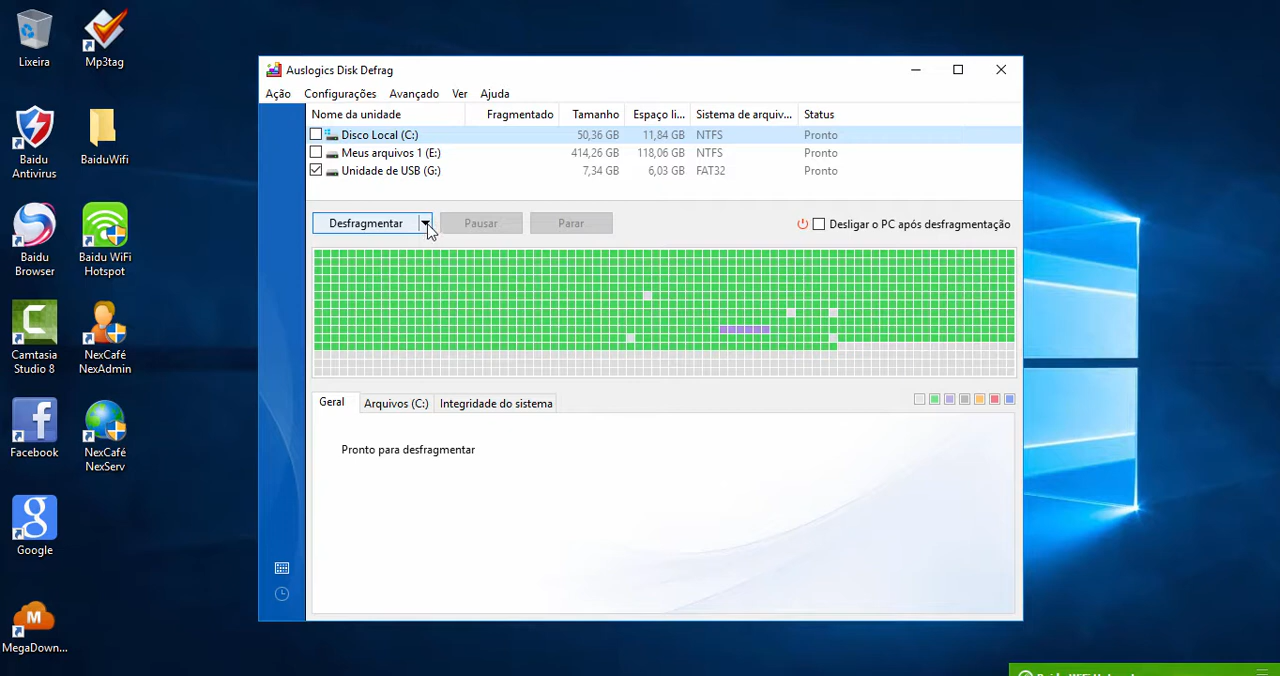 Lixeira
Mp3tag
Baidu Antivirus
BaiduWifi
Baidu Browser
Baidu WiFi Hotspot
Camtasia Studio 8
NexCafé NexAdmin
Facebook
NexCafé NexServ
Google
MegaDown...
Auslogics Disk Defrag
Ação Configurações Avançado Ver Ajuda
Nome da unidade Fragmentado Tamanho Espaço li... Sistema de arquiv... Status
Disco Local (C:) 50,36 GB 11,84 GB NTFS Pronto
Meus arquivos 1 (E:) 414,26 GB 118,06 GB NTFS Pronto
Unidade de USB (G:) 7,34 GB 6,03 GB FAT32 Pronto
Desfragmentar Pausar Parar Desligar o PC após desfragmentação
Geral Arquivos (C:) Integridade do sistema
Pronto para desfragmentar